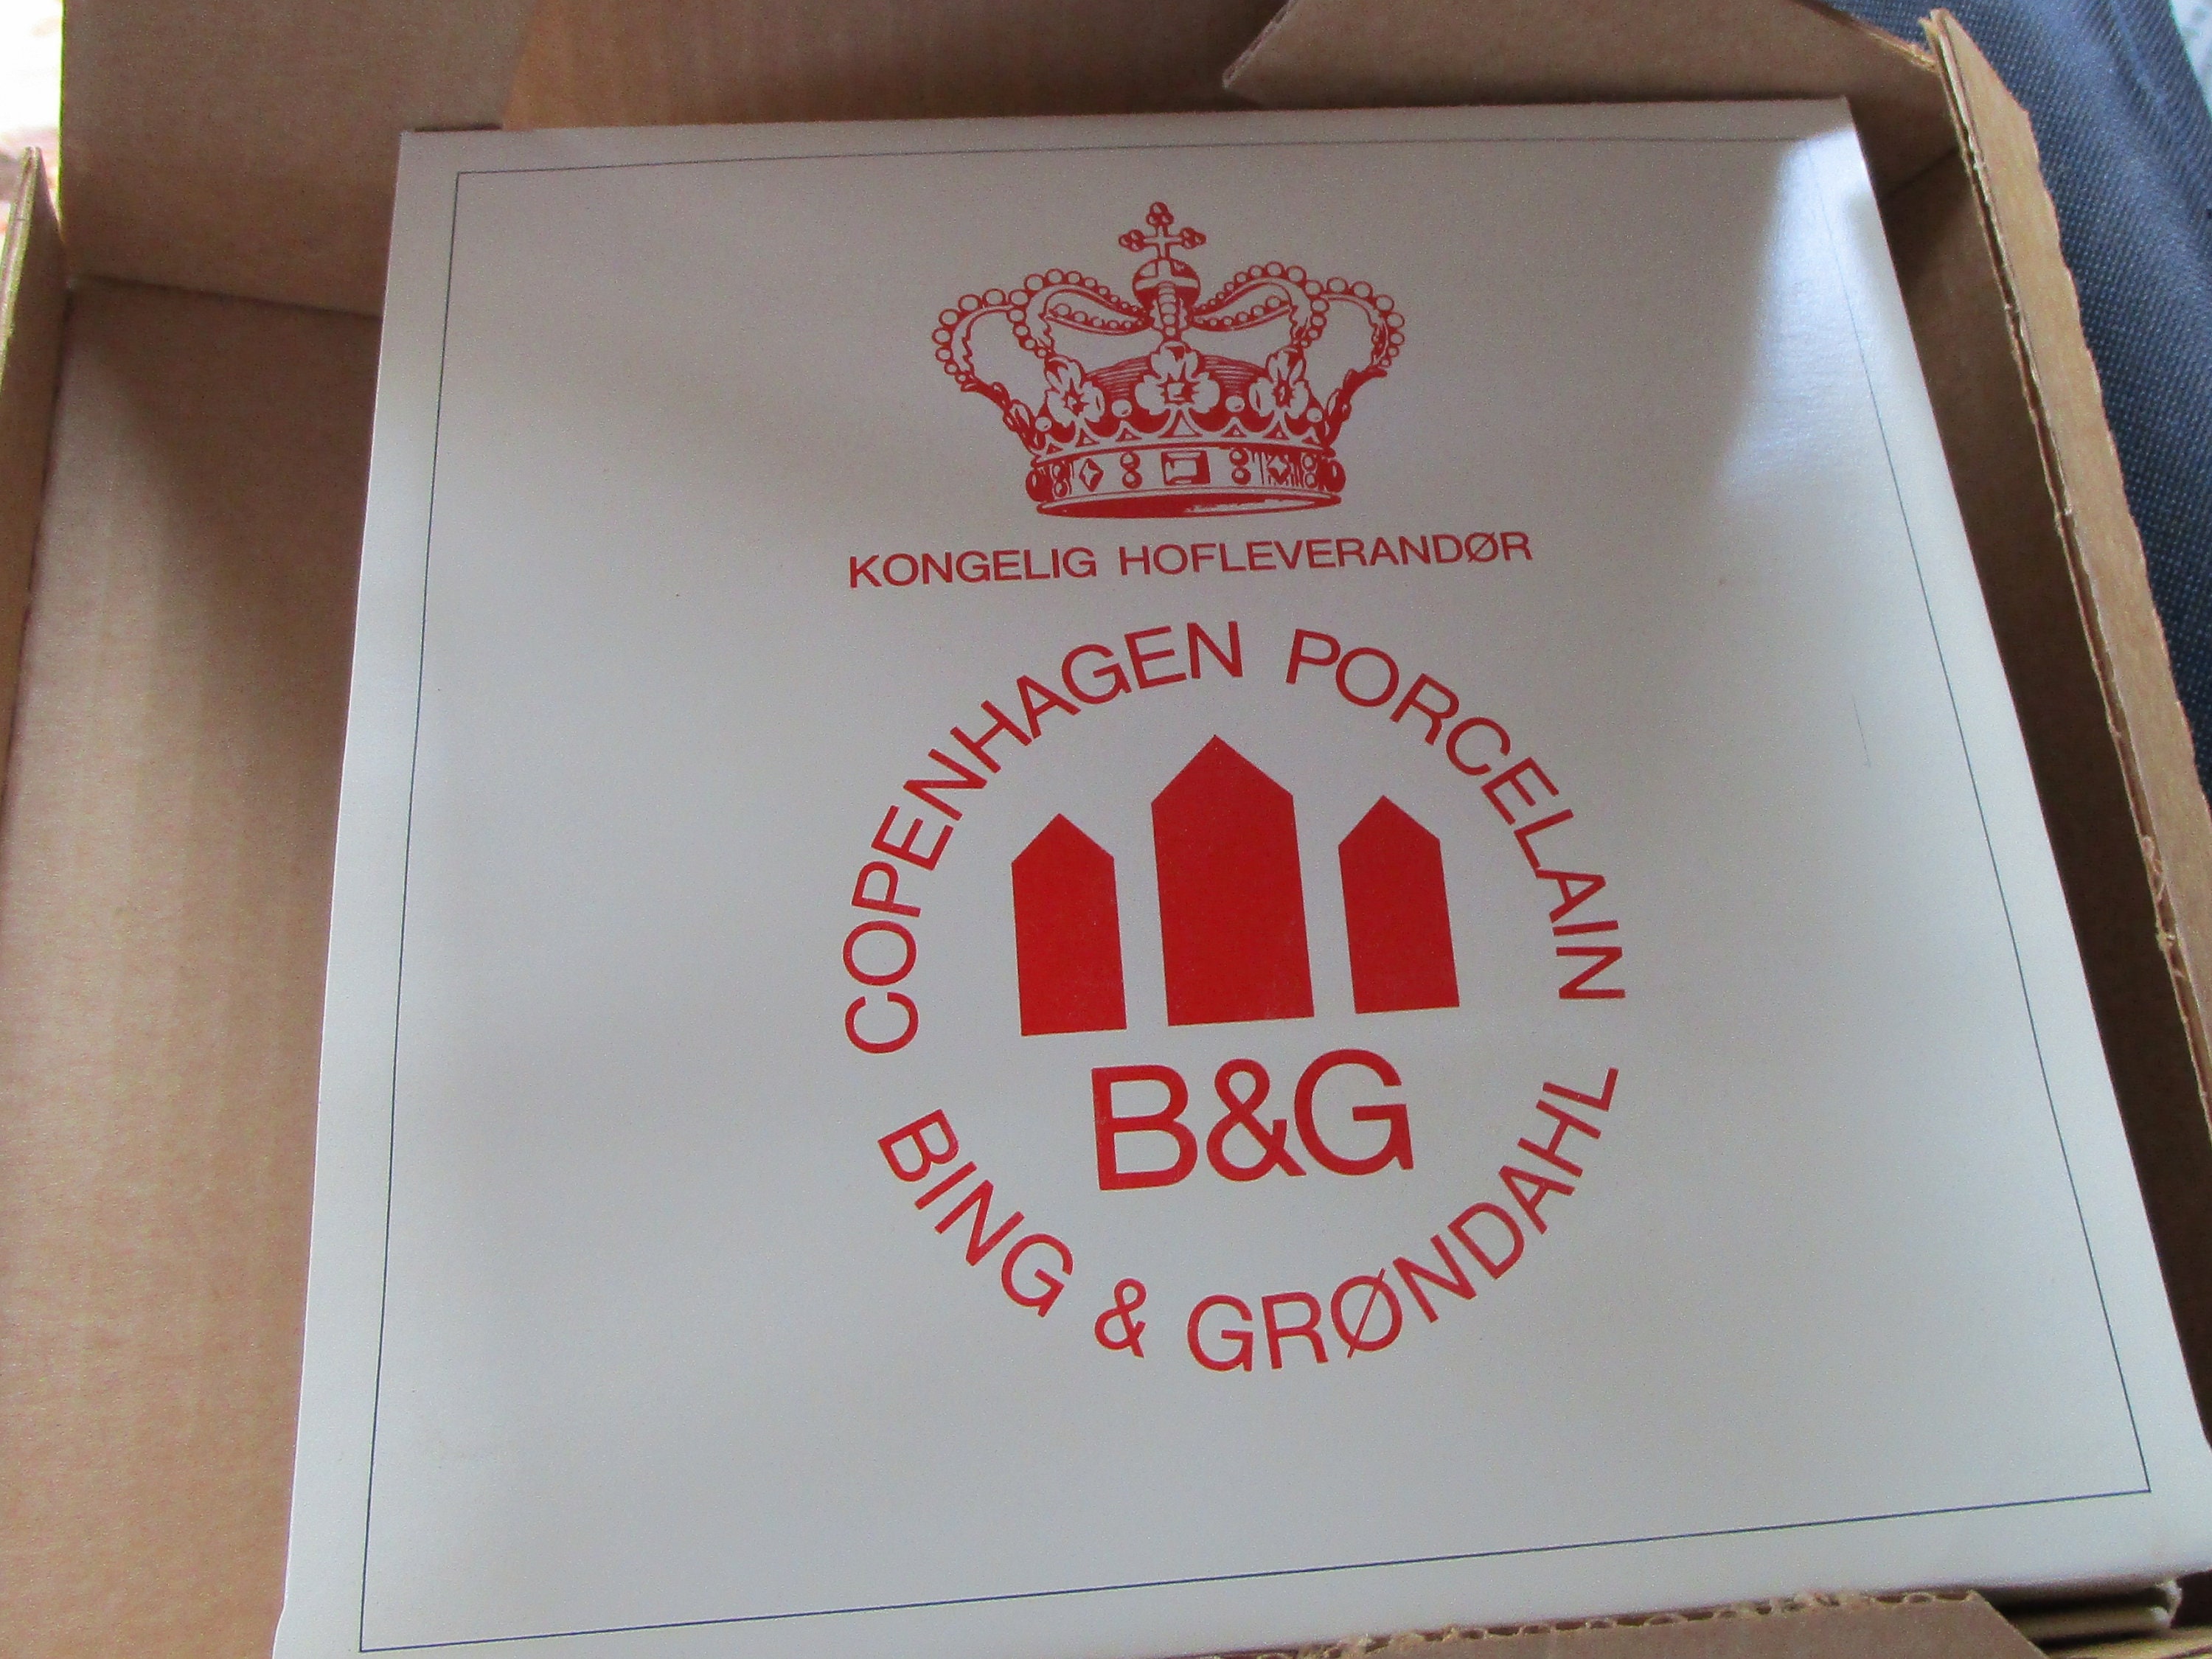 KONGELIG HOFLEVERANDØR
COPENHAGEN PORCELAIN
B&G
BING & GRØNDAHL